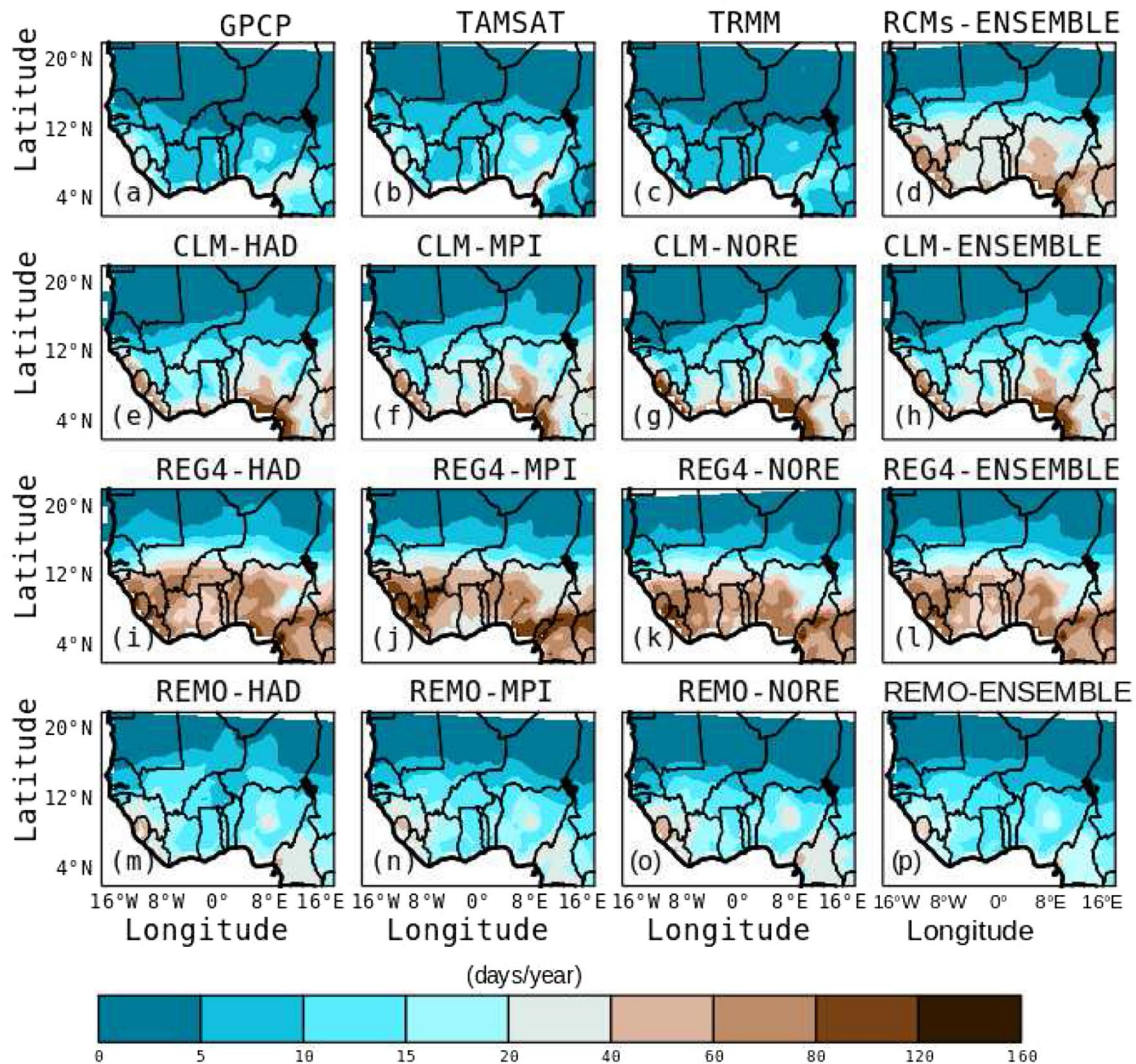 GPCP TAMSAT TRMM RCMs-ENSEMBLE
Latitude
20°N
12°N
4°N
(a) (b) (c) (d)
CLM-HAD CLM-MPI CLM-NORE CLM-ENSEMBLE
Latitude
20°N
12°N
4°N
(e) (f) (g) (h)
REG4-HAD REG4-MPI REG4-NORE REG4-ENSEMBLE
Latitude
20°N
12°N
4°N
(i) (j) (k) (l)
REMO-HAD REMO-MPI REMO-NORE REMO-ENSEMBLE
Latitude
20°N
12°N
4°N
(m) (n) (o) (p)
16°W 8°W 0° 8°E 16°E 16°W 8°W 0° 8°E 16°E 16°W 8°W 0° 8°E 16°E 16°W 8°W 0° 8°E 16°E
Longitude Longitude Longitude Longitude
(days/year)
0 5 10 15 20 40 60 80 120 160